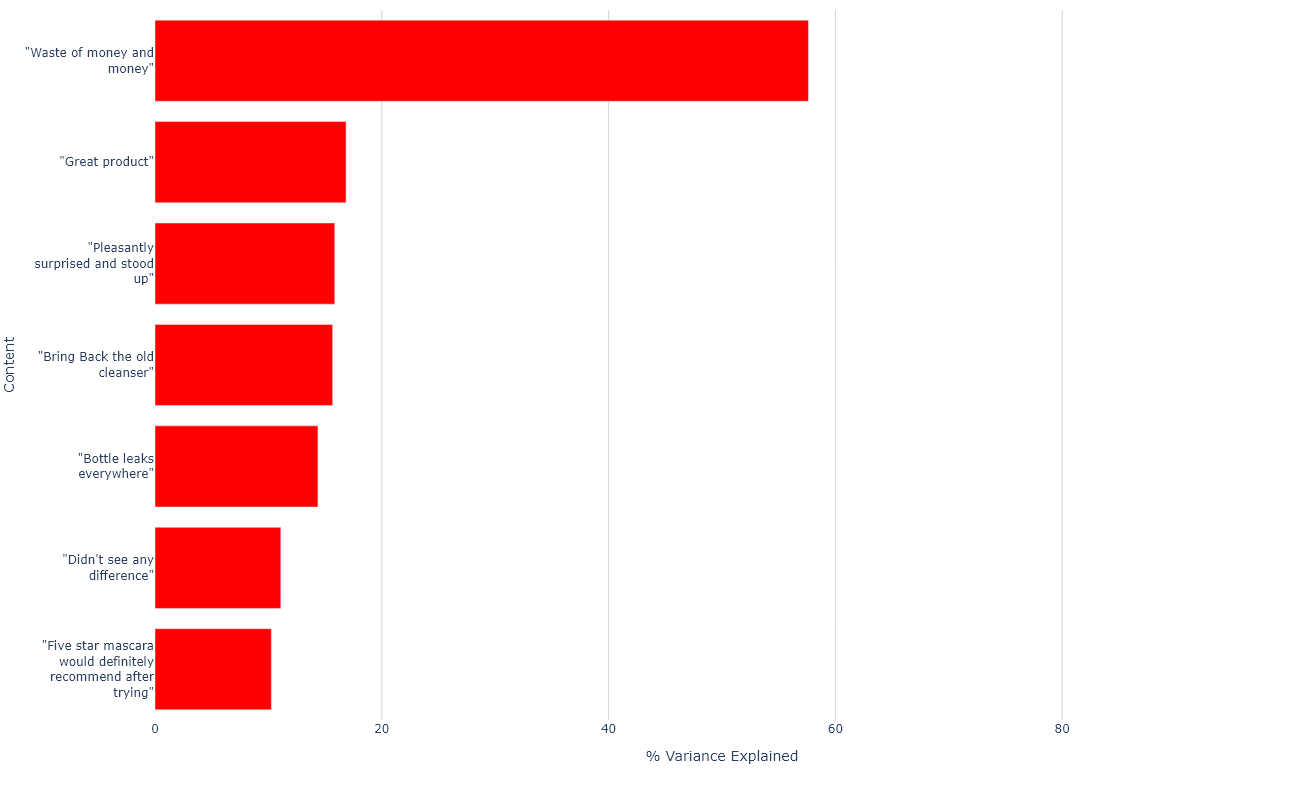 "Waste of money and
money"
"Great product"
"Pleasantly
surprised and stood
up"
"Bring Back the old
cleanser"
"Bottle leaks
everywhere"
"Didn't see any
difference"
"Five star mascara
would definitely
recommend after
trying"
Content
0 20 40 60 80
% Variance Explained